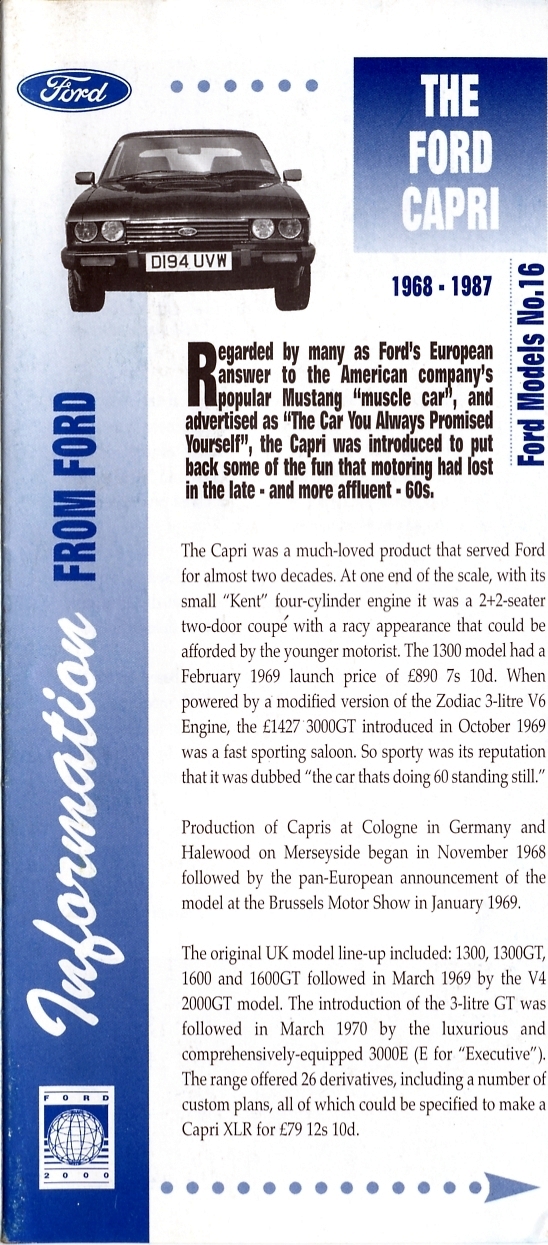 Ford
THE
FORD
CAPRI
D194 UVW
1968 - 1987
Ford Models No.16
Regarded by many as Ford's European
answer to the American company's
popular Mustang "muscle car", and
advertised as "The Car You Always Promised
Yourself", the Capri was introduced to put
back some of the fun that motoring had lost
in the late - and more affluent - 60s.
Information FROM FORD
The Capri was a much-loved product that served Ford
for almost two decades. At one end of the scale, with its
small "Kent" four-cylinder engine it was a 2+2-seater
two-door coupé with a racy appearance that could be
afforded by the younger motorist. The 1300 model had a
February 1969 launch price of £890 7s 10d. When
powered by a modified version of the Zodiac 3-litre V6
Engine, the £1427 3000GT introduced in October 1969
was a fast sporting saloon. So sporty was its reputation
that it was dubbed "the car thats doing 60 standing still."
Production of Capris at Cologne in Germany and
Halewood on Merseyside began in November 1968
followed by the pan-European announcement of the
model at the Brussels Motor Show in January 1969.
The original UK model line-up included: 1300, 1300GT,
1600 and 1600GT followed in March 1969 by the V4
2000GT model. The introduction of the 3-litre GT was
followed in March 1970 by the luxurious and
comprehensively-equipped 3000E (E for "Executive").
The range offered 26 derivatives, including a number of
custom plans, all of which could be specified to make a
Capri XLR for £79 12s 10d.
FORD
2000